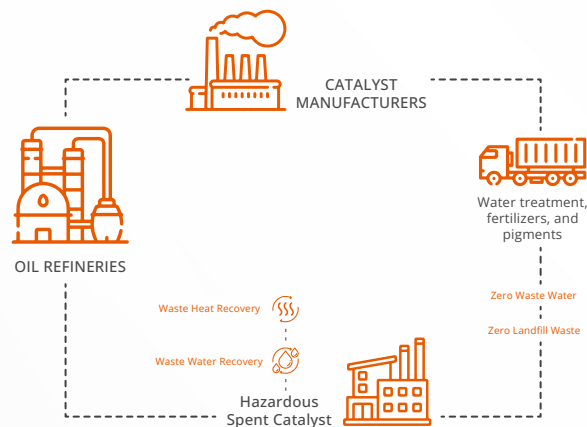 CATALYST
MANUFACTURERS
Water treatment,
fertilizers, and
pigments
OIL REFINERIES
Zero Waste Water
Waste Heat Recovery
Zero Landfill Waste
Waste Water Recovery
Hazardous
Spent Catalyst